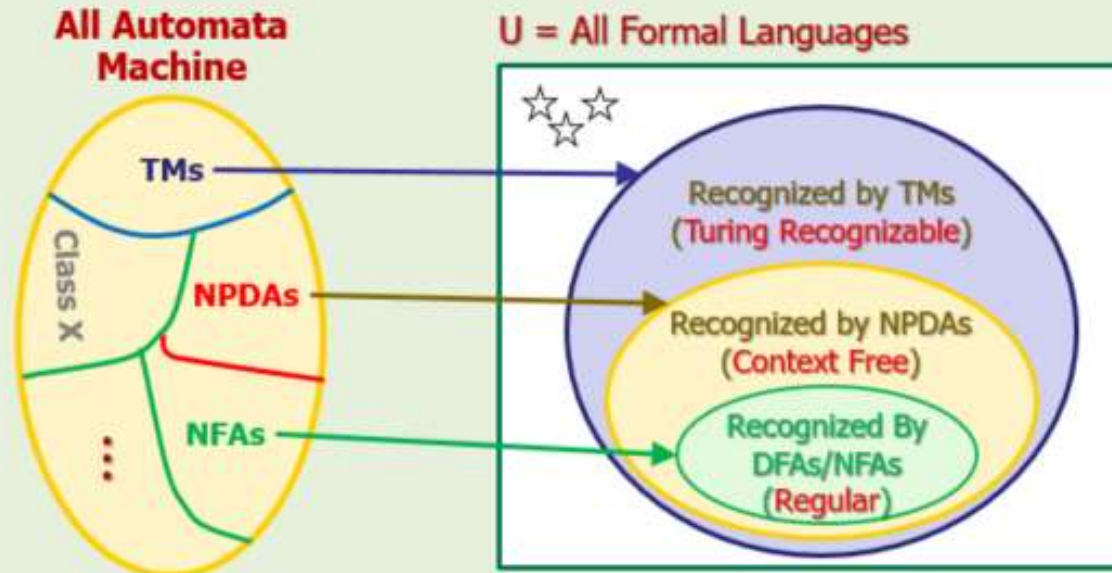 All Automata
Machine
U = All Formal Languages
TMs
Recognized by TMs
(Turing Recognizable)
Class X
NPDAs
Recognized by NPDAs
(Context Free)
NFAs
Recognized By
DFAs/NFAs
(Regular)
...